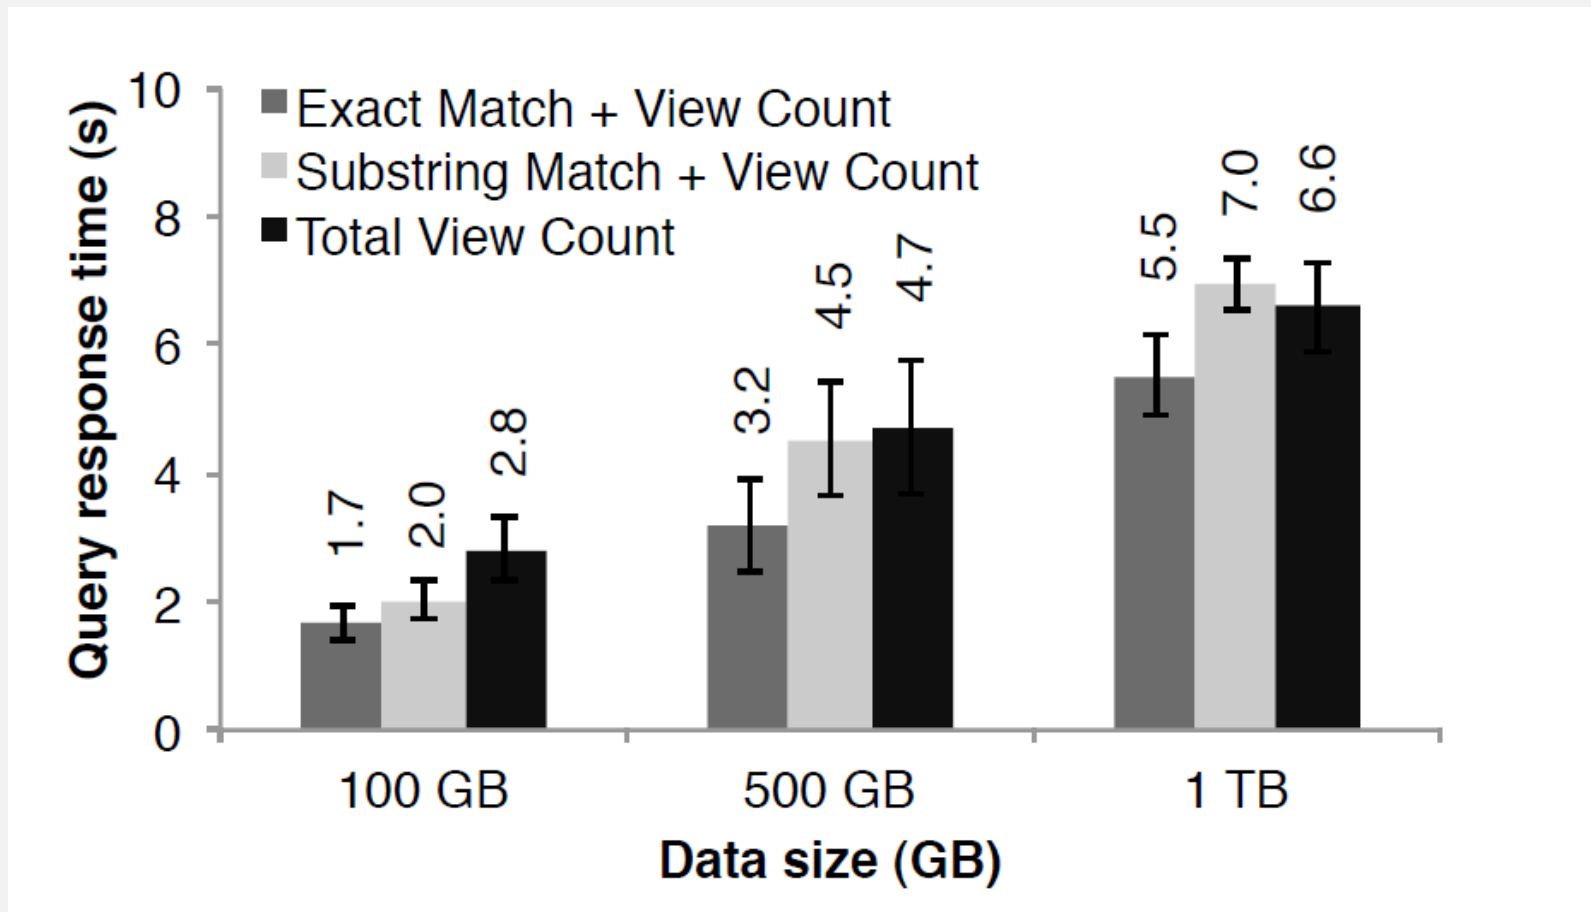 Query response time (s)
10
8
6
4
2
0
Exact Match + View Count
Substring Match + View Count
Total View Count
1.7
2.0
2.8
3.2
4.5
4.7
5.5
7.0
6.6
100 GB
500 GB
1 TB
Data size (GB)